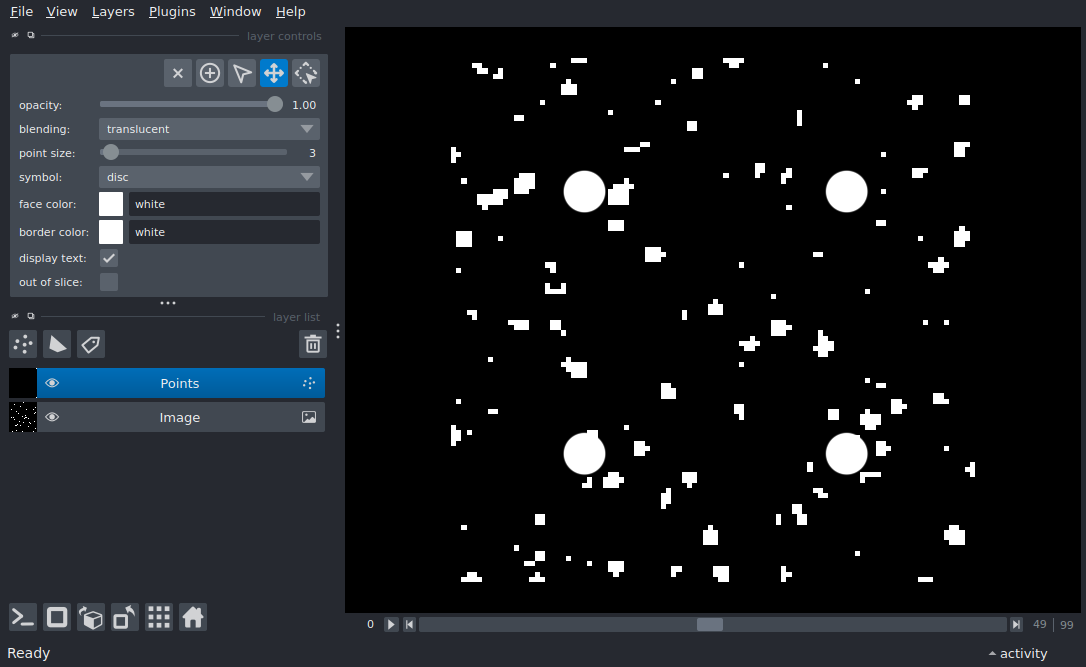 File View Layers Plugins Window Help
layer controls
opacity: 1.00
blending: translucent
point size: 3
symbol: disc
face color: white
border color: white
display text:
out of slice:
layer list
Points
Image
0 49 99
Ready activity